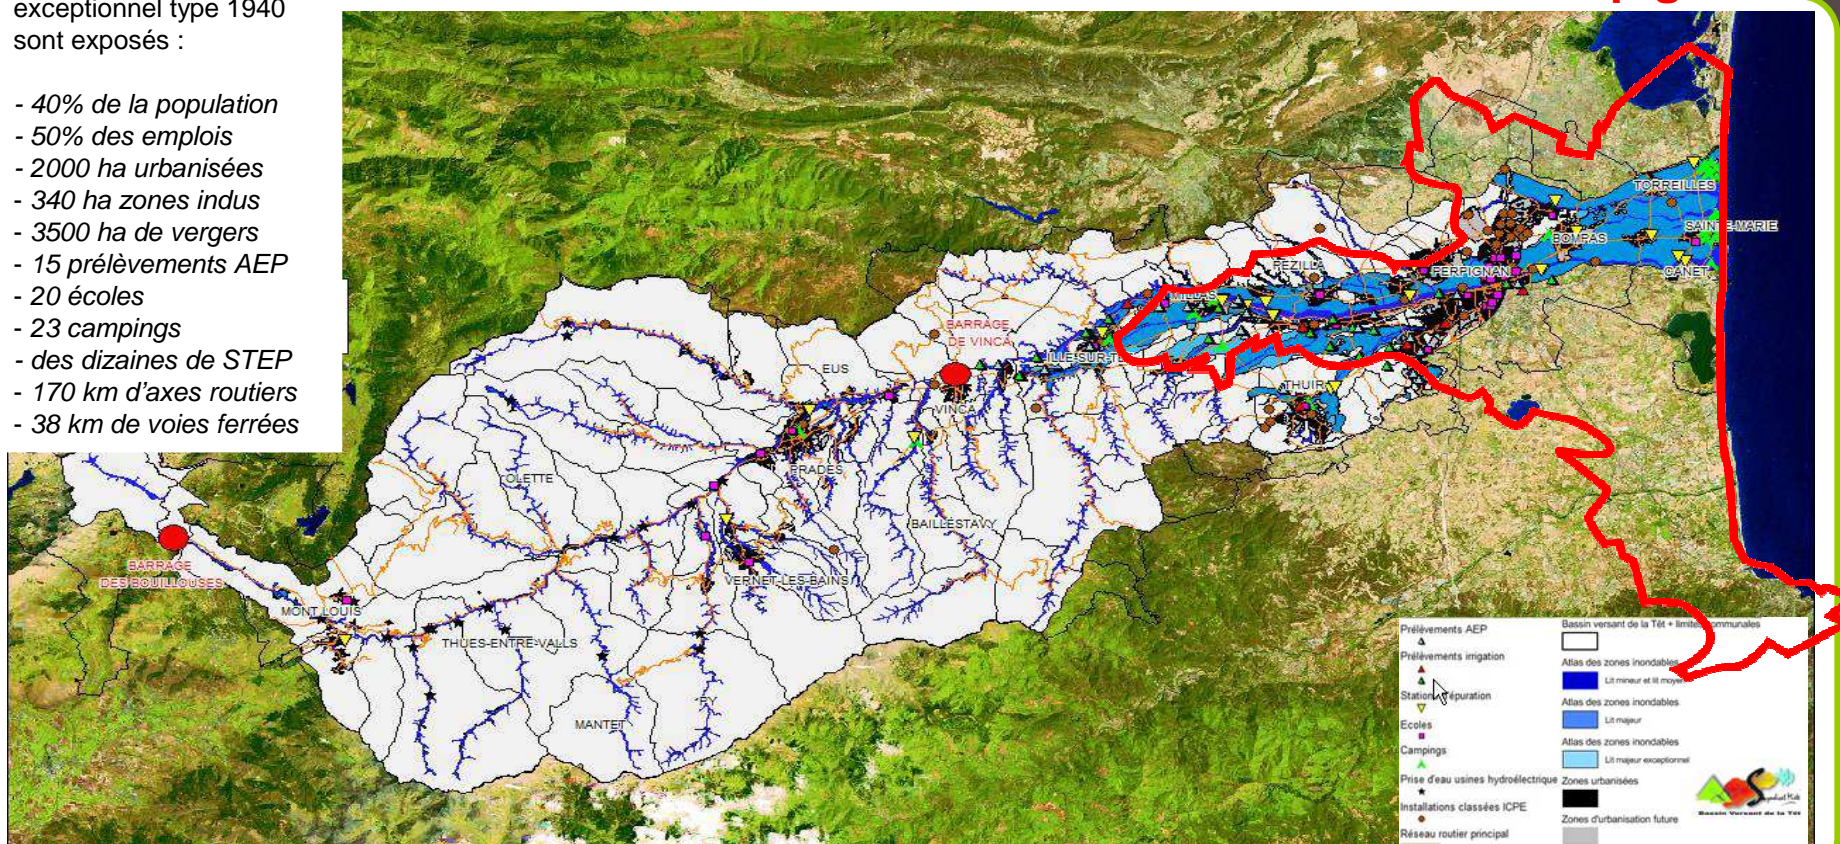 exceptionnel type 1940
sont exposés :
- 40% de la population
- 50% des emplois
- 2000 ha urbanisées
- 340 ha zones indus
- 3500 ha de vergers
- 15 prélèvements AEP
- 20 écoles
- 23 campings
- des dizaines de STEP
- 170 km d'axes routiers
- 38 km de voies ferrées
TORREILLES
SAINTE-MARIE
BOMPAS
CANET
PERPIGNAN
PEZILLA
MILLAS
BARRAGE
DE VINCA
ILLE-SUR-TET
EUS
VINCA
THUIR
PRADES
OLETTE
BAILLESTAVY
BARRAGE
DES BOUILLOUSES
VERNET-LES-BAINS
MONT LOUIS
THUES-ENTRE-VALLS
MANTET
Prélèvements AEP
Prélèvements irrigation
Station d'épuration
Ecoles
Campings
Prise d'eau usines hydroélectrique
Installations classées ICPE
Réseau routier principal
Bassin versant de la Têt + limites communales
Atlas des zones inondables
Lit mineur et lit moyen
Atlas des zones inondables
Lit majeur
Atlas des zones inondables
Lit majeur exceptionnel
Zones urbanisées
Zones d'urbanisation future
Bassin Versant de la Têt